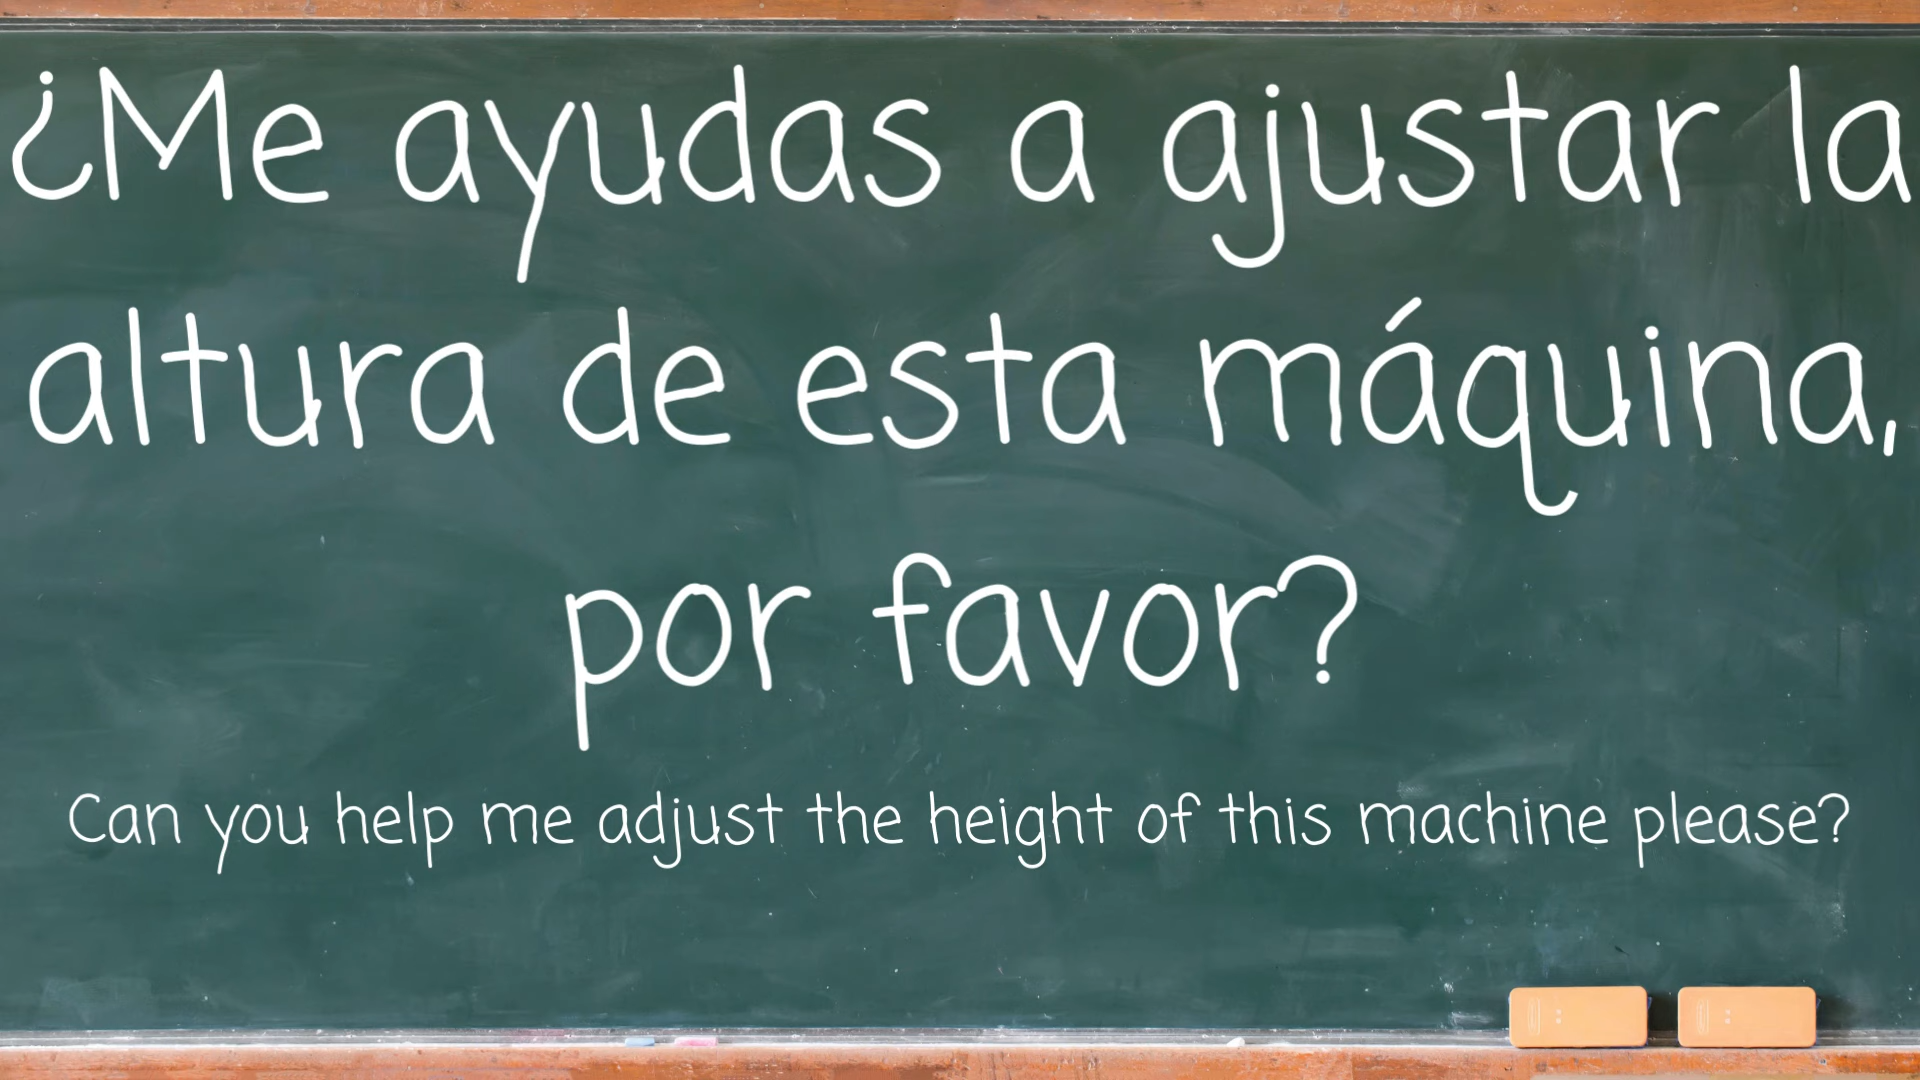 ¿Me ayudas a ajustar la
altura de esta máquina,
por favor?
Can you help me adjust the height of this machine please?